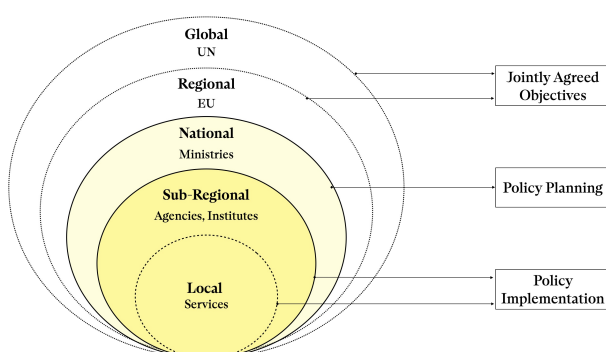 Global
UN
Regional
EU
National
Ministries
Sub-Regional
Agencies, Institutes
Local
Services
Jointly Agreed
Objectives
Policy Planning
Policy
Implementation